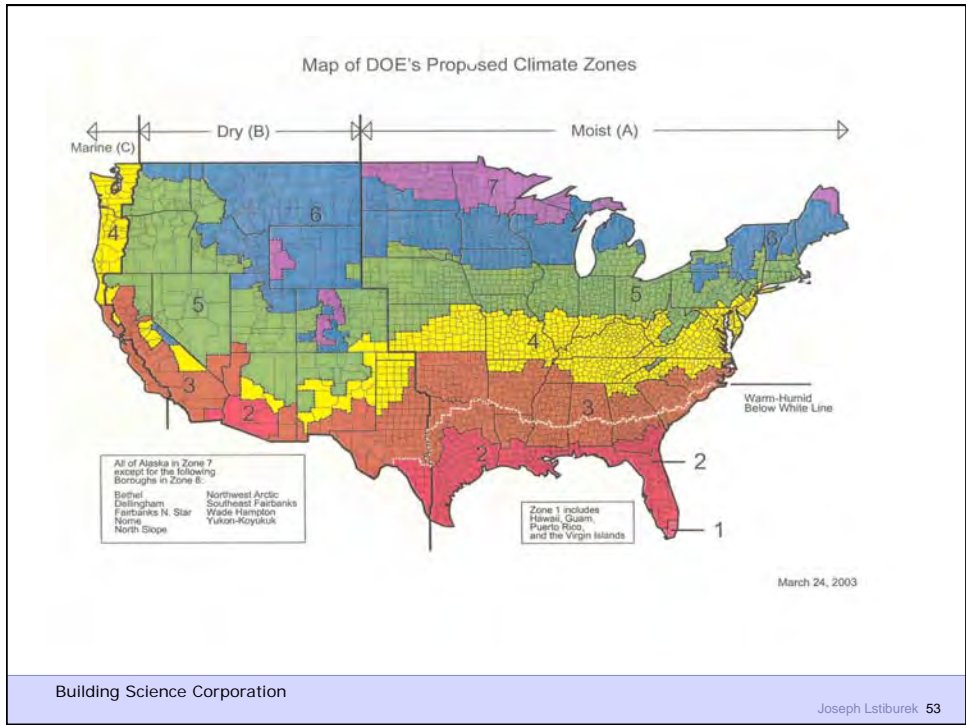 Map of DOE's Proposed Climate Zones
Marine (C)
Dry (B)
Moist (A)
7
6
6
4
5
5
4
3
3
Warm-Humid
Below White Line
2
2
2
1
All of Alaska in Zone 7
except for the following
Boroughs in Zone 8:
Bethel
Dellingham
Fairbanks N. Star
Nome
North Slope
Northwest Arctic
Southeast Fairbanks
Wade Hampton
Yukon-Koyukuk
Zone 1 includes
Hawaii, Guam,
Puerto Rico,
and the Virgin Islands
March 24, 2003
Building Science Corporation
Joseph Lstiburek 53